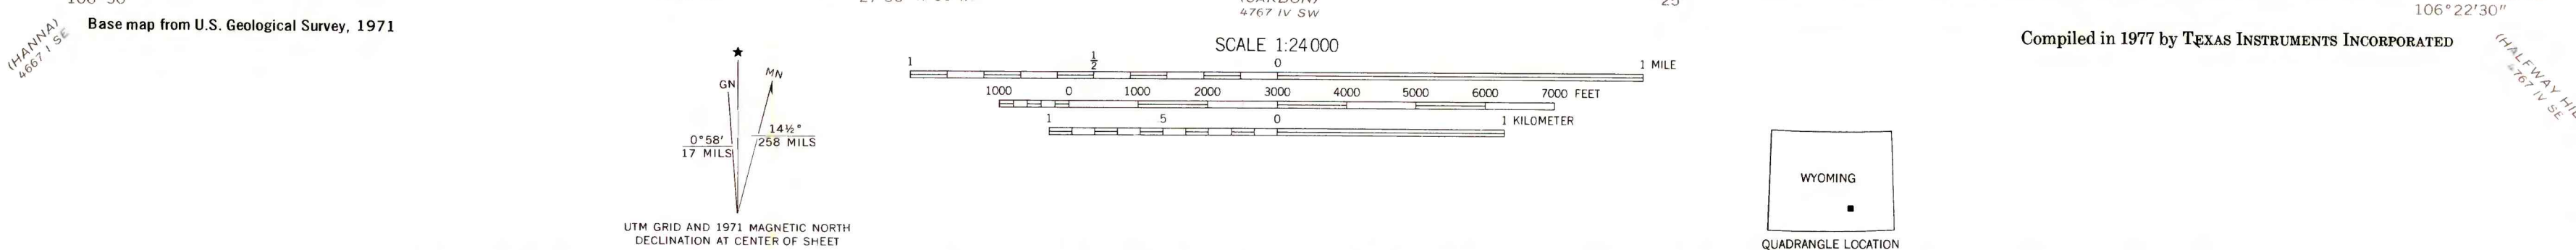 4767 IV SW
25
106°22'30"
(HANNA)
4667 I SE
Base map from U.S. Geological Survey, 1971
SCALE 1:24 000
Compiled in 1977 by TEXAS INSTRUMENTS INCORPORATED
4767 IV SE
1 ½ 0 1 MILE
1000 0 1000 2000 3000 4000 5000 6000 7000 FEET
1 .5 0 1 KILOMETER
GN
MN
0°58'
17 MILS
14½°
258 MILS
UTM GRID AND 1971 MAGNETIC NORTH
DECLINATION AT CENTER OF SHEET
WYOMING
QUADRANGLE LOCATION